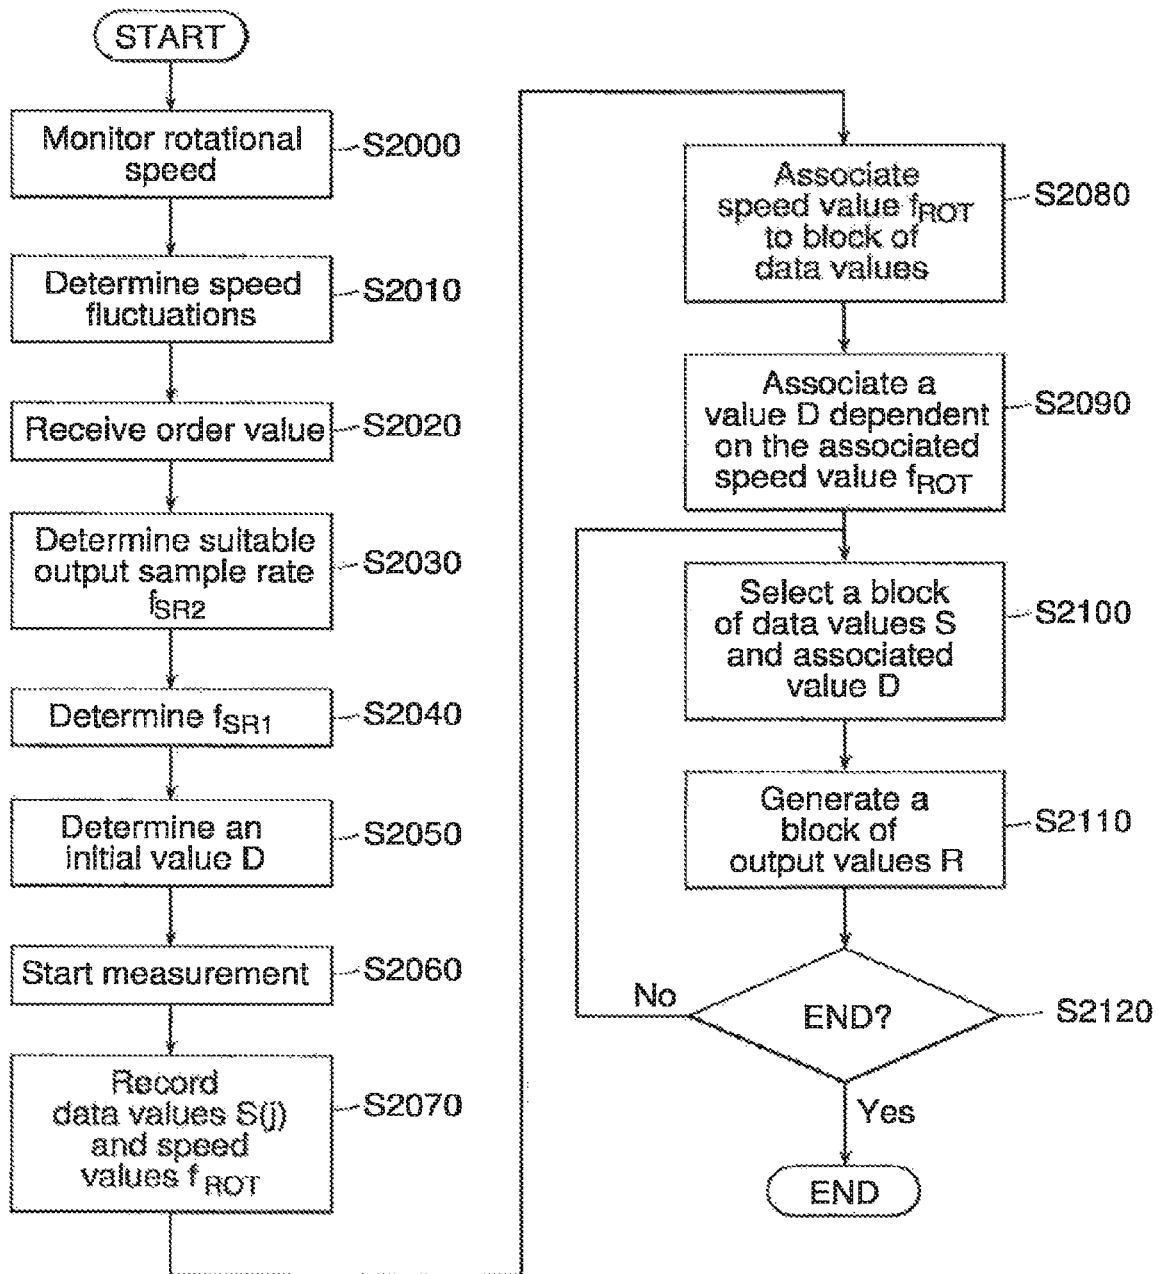 START
Monitor rotational
speed
S2000
Determine speed
fluctuations
S2010
Receive order value
S2020
Determine suitable
output sample rate
fSR2
S2030
Determine fSR1
S2040
Determine an
initial value D
S2050
Start measurement
S2060
Record
data values S(j)
and speed
values f ROT
S2070
Associate
speed value fROT
to block of
data values
S2080
Associate a
value D dependent
on the associated
speed value fROT
S2090
Select a block
of data values S
and associated
value D
S2100
Generate a
block of
output values R
S2110
END?
S2120
No
Yes
END